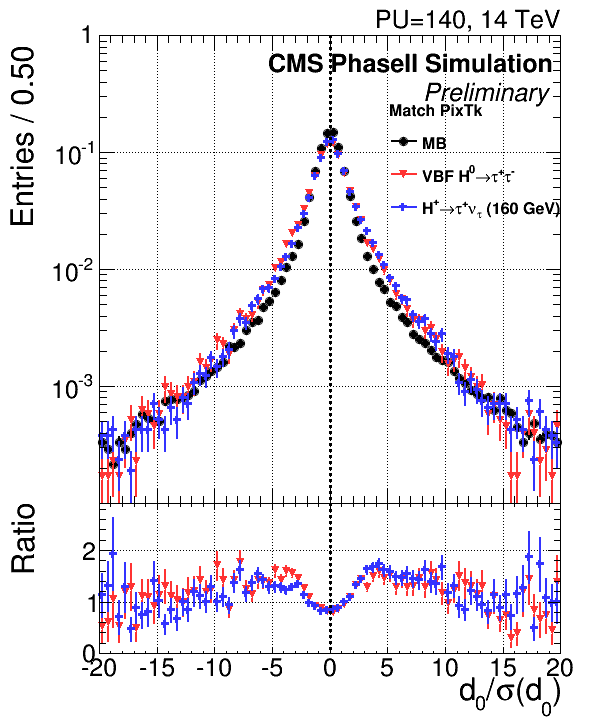 PU=140, 14 TeV
CMS PhaseII Simulation
Preliminary
Match PixTk
MB
VBF H⁰→τ⁺τ⁻
H⁺→τ⁺ν_τ (160 GeV)
Entries / 0.50
1
10⁻¹
10⁻²
10⁻³
Ratio
2
1
0
-20 -15 -10 -5 0 5 10 15 20
d₀/σ(d₀)